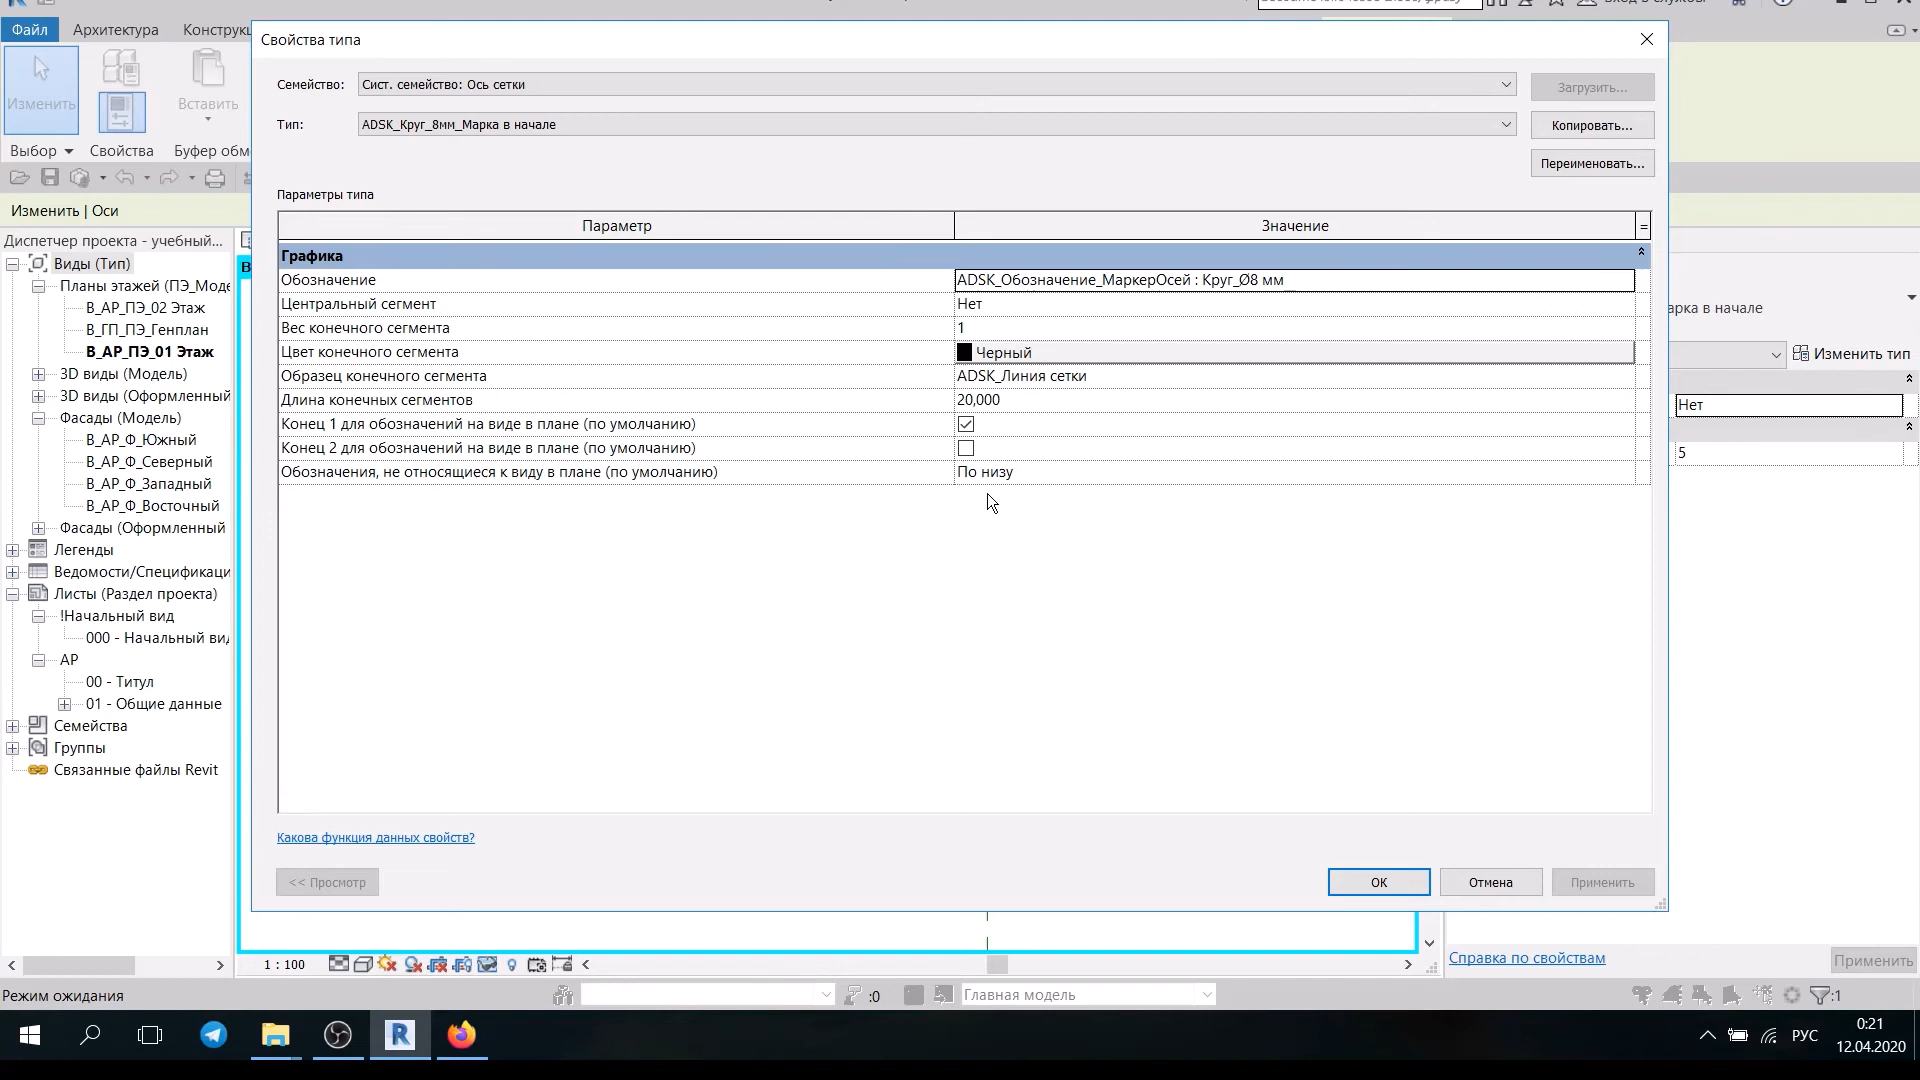 Вход в службы
Файл
Архитектура
Свойства типа
Семейство:
Сист. семейство: Ось сетки
Загрузить...
Изменить
Вставить
Тип:
ADSK_Круг_8мм_Марка в начале
Копировать...
Выбор
Свойства
Переименовать...
Параметры типа
Изменить | Оси
Параметр
Значение
=
Диспетчер проекта - учебный...
Виды (Тип)
Графика
Планы этажей (ПЭ_Моде
Обозначение
ADSK_Обозначение_МаркерОсей : Круг_Ø8 мм
В_АР_ПЭ_02 Этаж
Центральный сегмент
Нет
арка в начале
В_ГП_ПЭ_Генплан
Вес конечного сегмента
1
В_АР_ПЭ_01 Этаж
Цвет конечного сегмента
Черный
Изменить тип
3D виды (Модель)
Образец конечного сегмента
ADSK_Линия сетки
3D виды (Оформленный
Длина конечных сегментов
20,000
Нет
Фасады (Модель)
Конец 1 для обозначений на виде в плане (по умолчанию)
В_АР_Ф_Южный
Конец 2 для обозначений на виде в плане (по умолчанию)
5
В_АР_Ф_Северный
Обозначения, не относящиеся к виду в плане (по умолчанию)
По низу
В_АР_Ф_Западный
В_АР_Ф_Восточный
Фасады (Оформленный
Легенды
Ведомости/Спецификаци
Листы (Раздел проекта)
!Начальный вид
000 - Начальный вид
АР
00 - Титул
01 - Общие данные
Семейства
Группы
Связанные файлы Revit
Какова функция данных свойств?
<< Просмотр
ОК
Отмена
Применить
1 : 100
Справка по свойствам
Применить
Режим ожидания
:0
Главная модель
:1
РУС
0:21
12.04.2020